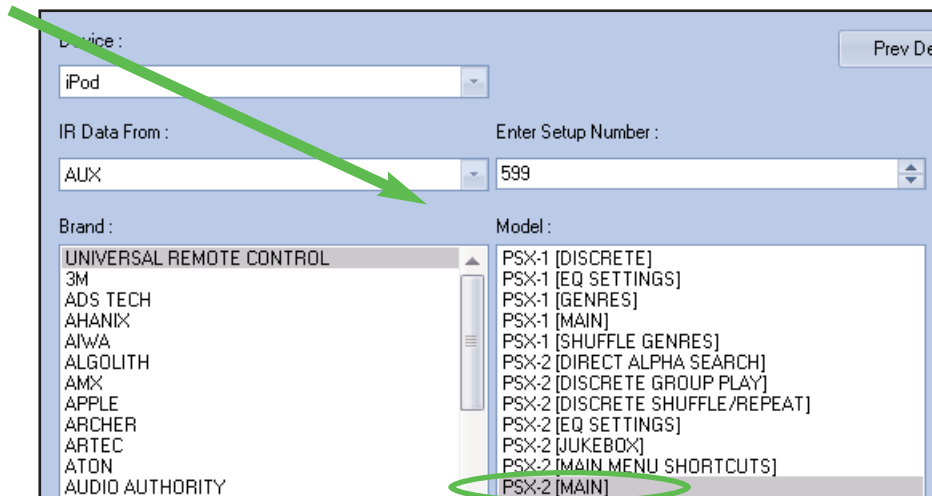 Device :
Prev De
iPod
IR Data From :
Enter Setup Number :
AUX
599
Brand :
Model :
UNIVERSAL REMOTE CONTROL
3M
ADS TECH
AHANIX
AIWA
ALGOLITH
AMX
APPLE
ARCHER
ARTEC
ATON
AUDIO AUTHORITY
PSX-1 [DISCRETE]
PSX-1 [EQ SETTINGS]
PSX-1 [GENRES]
PSX-1 [MAIN]
PSX-1 [SHUFFLE GENRES]
PSX-2 [DIRECT ALPHA SEARCH]
PSX-2 [DISCRETE GROUP PLAY]
PSX-2 [DISCRETE SHUFFLE/REPEAT]
PSX-2 [EQ SETTINGS]
PSX-2 [JUKEBOX]
PSX-2 [MAIN MENU SHORTCUTS]
PSX-2 [MAIN]